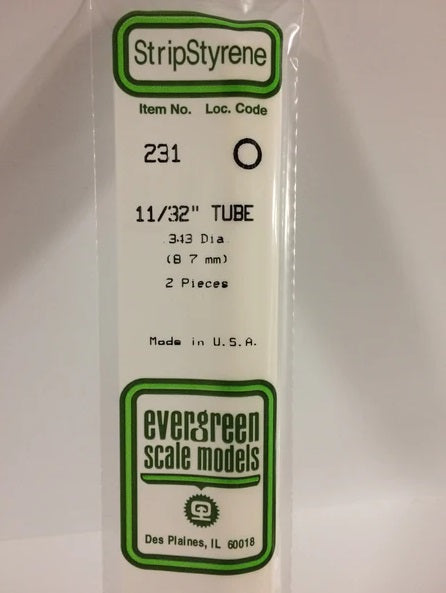 StripStyrene
Item No. Loc. Code
231 O
11/32" TUBE
.343 Dia.
(8.7 mm)
2 Pieces
Made in U.S.A.
evergreen
scale models
Des Plaines, IL 60018